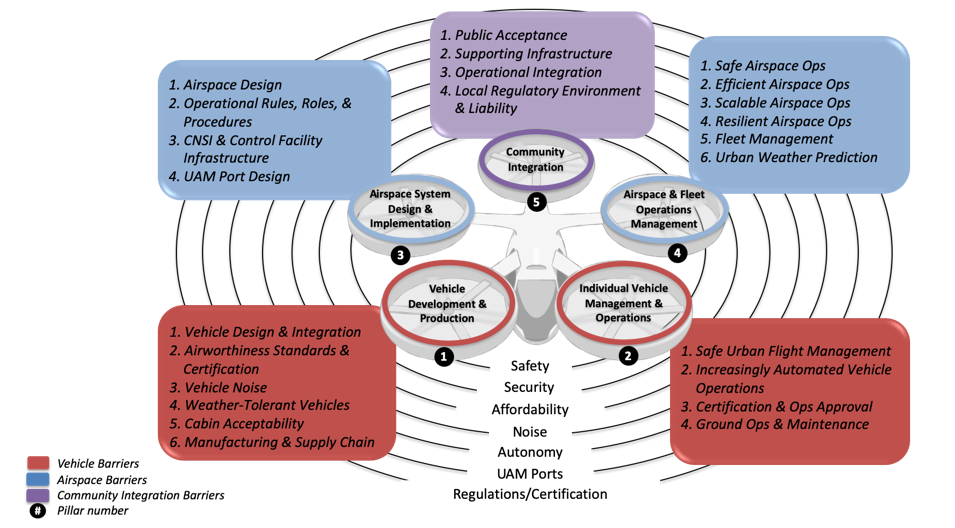 1. Public Acceptance
2. Supporting Infrastructure
3. Operational Integration
4. Local Regulatory Environment
& Liability
1. Airspace Design
2. Operational Rules, Roles, &
Procedures
3. CNSI & Control Facility
Infrastructure
4. UAM Port Design
1. Safe Airspace Ops
2. Efficient Airspace Ops
3. Scalable Airspace Ops
4. Resilient Airspace Ops
5. Fleet Management
6. Urban Weather Prediction
Community
Integration
5
Airspace System
Design &
Implementation
3
Airspace & Fleet
Operations
Management
4
Vehicle
Development &
Production
1
Individual Vehicle
Management &
Operations
2
1. Vehicle Design & Integration
2. Airworthiness Standards &
Certification
3. Vehicle Noise
4. Weather-Tolerant Vehicles
5. Cabin Acceptability
6. Manufacturing & Supply Chain
1. Safe Urban Flight Management
2. Increasingly Automated Vehicle
Operations
3. Certification & Ops Approval
4. Ground Ops & Maintenance
Safety
Security
Affordability
Noise
Autonomy
UAM Ports
Regulations/Certification
Vehicle Barriers
Airspace Barriers
Community Integration Barriers
# Pillar number